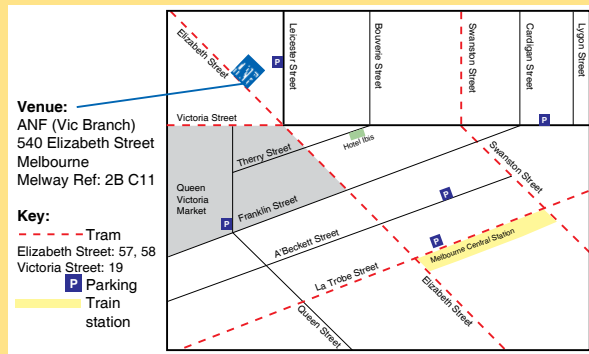 Venue:
ANF (Vic Branch)
540 Elizabeth Street
Melbourne
Melway Ref: 2B C11
Key:
Tram
Elizabeth Street: 57, 58
Victoria Street: 19
P Parking
Train
station
Elizabeth Street
P
Leicester Street
Bouverie Street
Swanston Street
Cardigan Street
Lygon Street
Victoria Street
P
Therry Street
Hotel Ibis
Swanston Street
Queen
Victoria
Market
Franklin Street
P
P
A'Beckett Street
P
Melbourne Central Station
La Trobe Street
Elizabeth Street
Queen Street